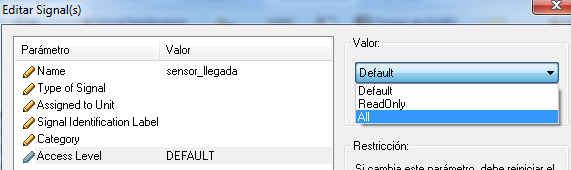 Editar Signal(s)
Parámetro Valor
Name sensor_llegada
Type of Signal
Assigned to Unit
Signal Identification Label
Category
Access Level DEFAULT
Valor:
Default
Default
ReadOnly
All
Restricción:
Si cambia este parámetro, debe reiniciar el